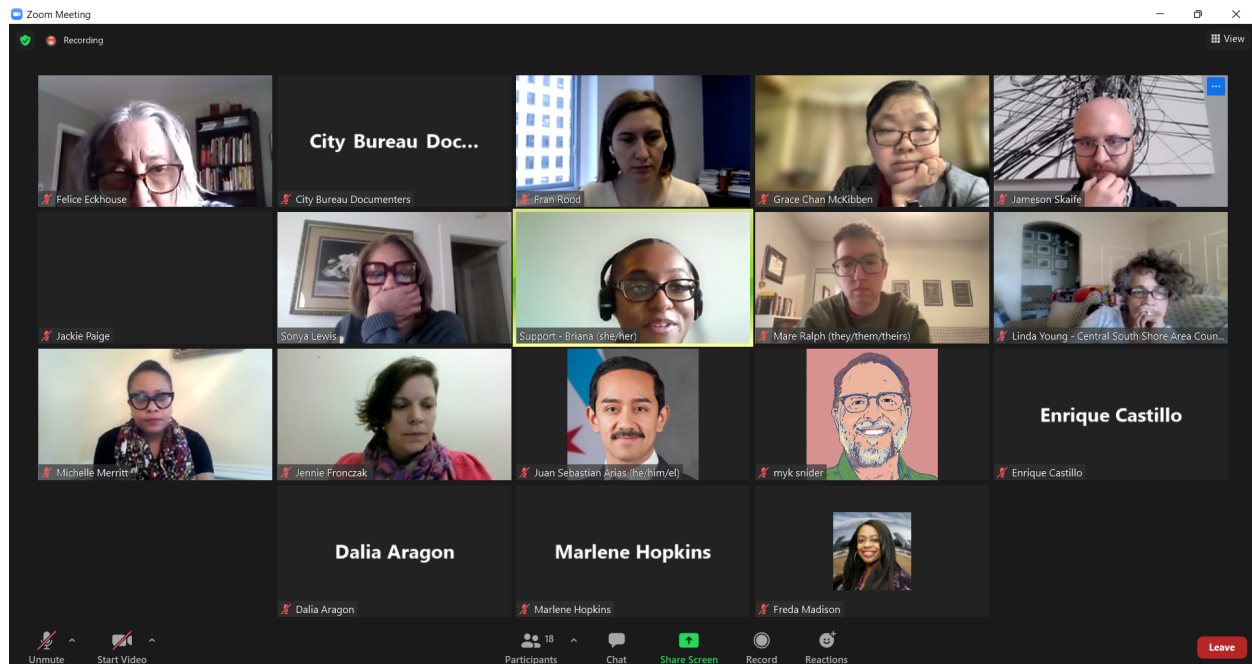 Zoom Meeting
Recording
View
Felice Eckhouse
City Bureau Doc...
City Bureau Documenters
Fran Rood
Grace Chan McKibben
Jameson Skaife
Jackie Paige
Sonya Lewis
Support - Briana (she/her)
Mare Ralph (they/them/theirs)
Linda Young - Central South Shore Area Coun...
Michelle Merritt
Jennie Fronczak
Juan Sebastian Arias (he/him/el)
myk snider
Enrique Castillo
Enrique Castillo
Dalia Aragon
Dalia Aragon
Marlene Hopkins
Marlene Hopkins
Freda Madison
Unmute
Start Video
18
Participants
Chat
Share Screen
Record
Reactions
Leave